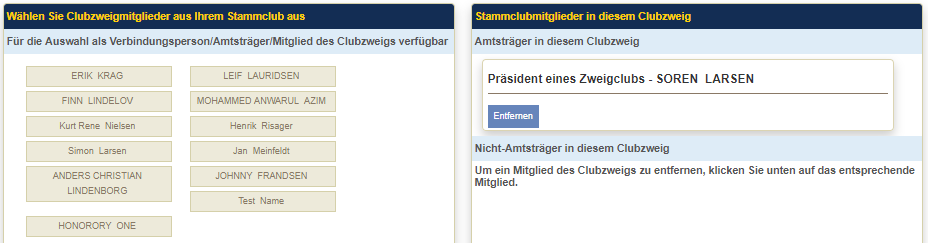 Wählen Sie Clubzweigmitglieder aus Ihrem Stammclub aus
Für die Auswahl als Verbindungsperson/Amtsträger/Mitglied des Clubzweigs verfügbar
ERIK KRAG
LEIF LAURIDSEN
FINN LINDELOV
MOHAMMED ANWARUL AZIM
Kurt Rene Nielsen
Henrik Risager
Simon Larsen
Jan Meinfeldt
ANDERS CHRISTIAN
LINDENBORG
JOHNNY FRANDSEN
Test Name
HONORORY ONE
Stammclubmitglieder in diesem Clubzweig
Amtsträger in diesem Clubzweig
Präsident eines Zweigclubs - SOREN LARSEN
Entfernen
Nicht-Amtsträger in diesem Clubzweig
Um ein Mitglied des Clubzweigs zu entfernen, klicken Sie unten auf das entsprechende
Mitglied.